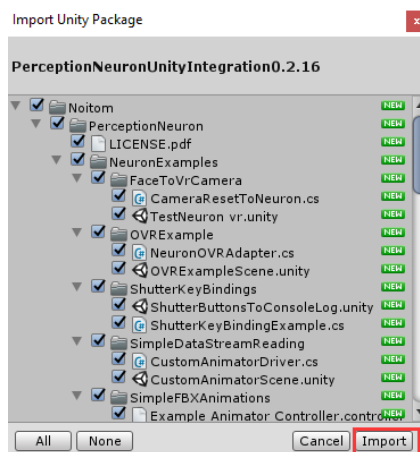 Import Unity Package
x
PerceptionNeuronUnityIntegration0.2.16
Noitom NEW
PerceptionNeuron NEW
LICENSE.pdf NEW
NeuronExamples NEW
FaceToVrCamera NEW
CameraResetToNeuron.cs NEW
TestNeuron vr.unity NEW
OVRExample NEW
NeuronOVRAdapter.cs NEW
OVRExampleScene.unity NEW
ShutterKeyBindings NEW
ShutterButtonsToConsoleLog.unity NEW
ShutterKeyBindingExample.cs NEW
SimpleDataStreamReading NEW
CustomAnimatorDriver.cs NEW
CustomAnimatorScene.unity NEW
SimpleFBXAnimations NEW
Example Animator Controller.controller NEW
All None Cancel Import